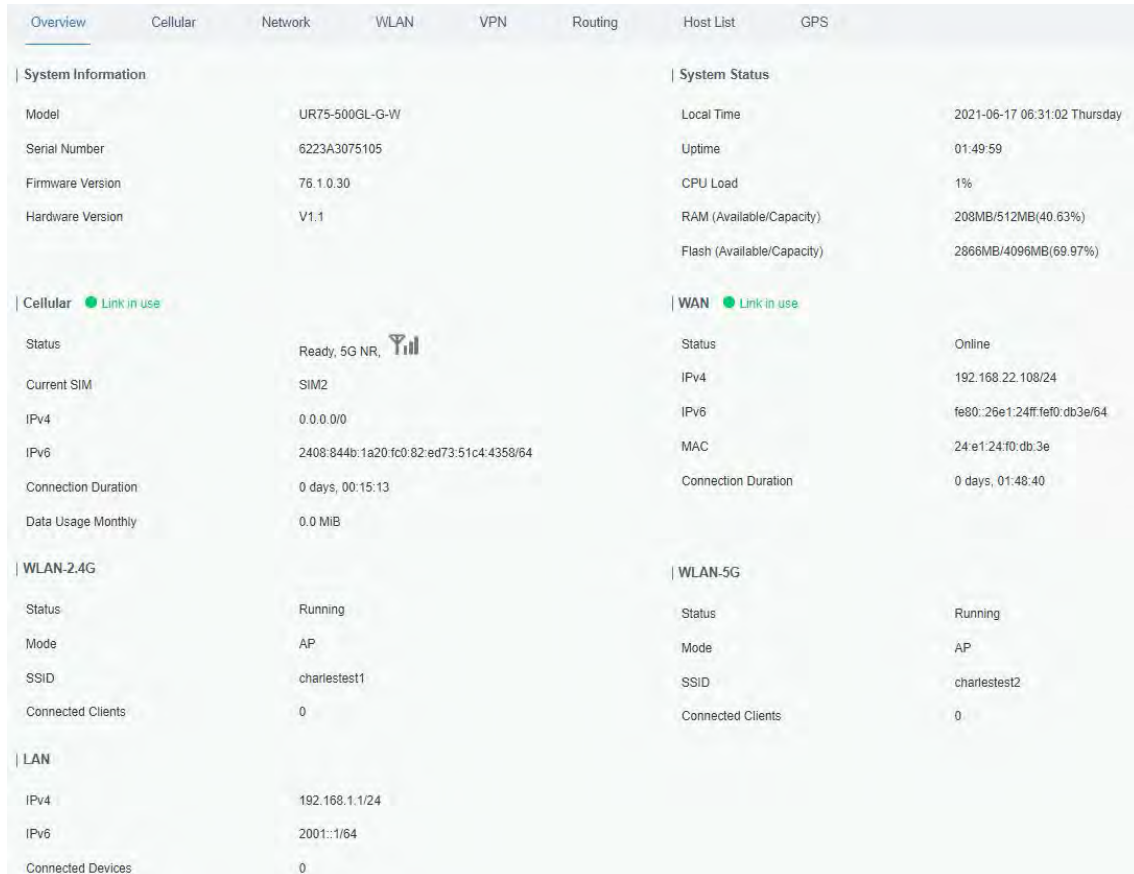 Overview Cellular Network WLAN VPN Routing Host List GPS
System Information
Model UR75-500GL-G-W
Serial Number 6223A3075105
Firmware Version 76.1.0.30
Hardware Version V1.1
System Status
Local Time 2021-06-17 06:31:02 Thursday
Uptime 01:49:59
CPU Load 1%
RAM (Available/Capacity) 208MB/512MB(40.63%)
Flash (Available/Capacity) 2866MB/4096MB(69.97%)
Cellular Link in use
Status Ready, 5G NR,
Current SIM SIM2
IPv4 0.0.0.0/0
IPv6 2408:844b:1a20:fc0:82:ed73:51c4:4358/64
Connection Duration 0 days, 00:15:13
Data Usage Monthly 0.0 MiB
WAN Link in use
Status Online
IPv4 192.168.22.108/24
IPv6 fe80::26e1:24ff:fef0:db3e/64
MAC 24:e1:24:f0:db:3e
Connection Duration 0 days, 01:48:40
WLAN-2.4G
Status Running
Mode AP
SSID charlestest1
Connected Clients 0
WLAN-5G
Status Running
Mode AP
SSID charlestest2
Connected Clients 0
LAN
IPv4 192.168.1.1/24
IPv6 2001::1/64
Connected Devices 0